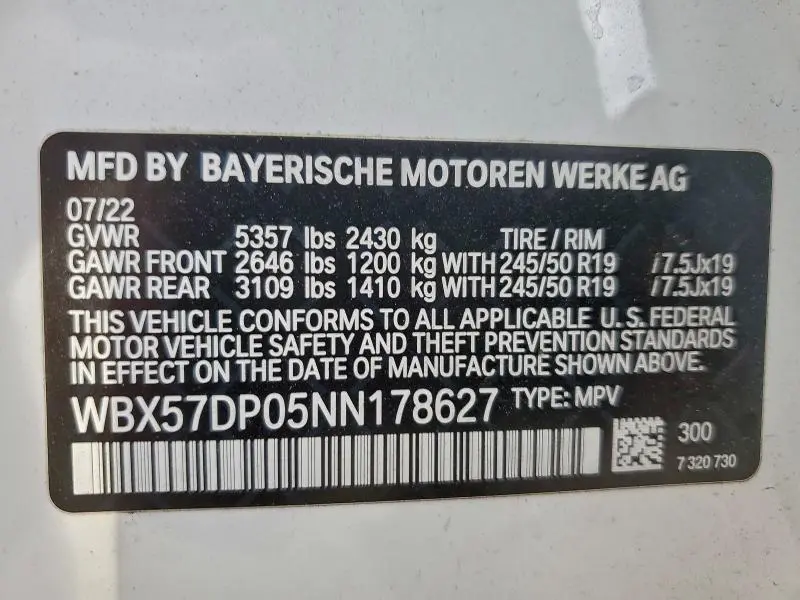 MFD BY BAYERISCHE MOTOREN WERKE AG
07/22
GVWR 5357 lbs 2430 kg TIRE / RIM
GAWR FRONT 2646 lbs 1200 kg WITH 245/50 R19 / 7.5Jx19
GAWR REAR 3109 lbs 1410 kg WITH 245/50 R19 / 7.5Jx19
THIS VEHICLE CONFORMS TO ALL APPLICABLE U. S. FEDERAL
MOTOR VEHICLE SAFETY AND THEFT PREVENTION STANDARDS
IN EFFECT ON THE DATE OF MANUFACTURE SHOWN ABOVE.
WBX57DP05NN178627 TYPE: MPV
300
7 320 730